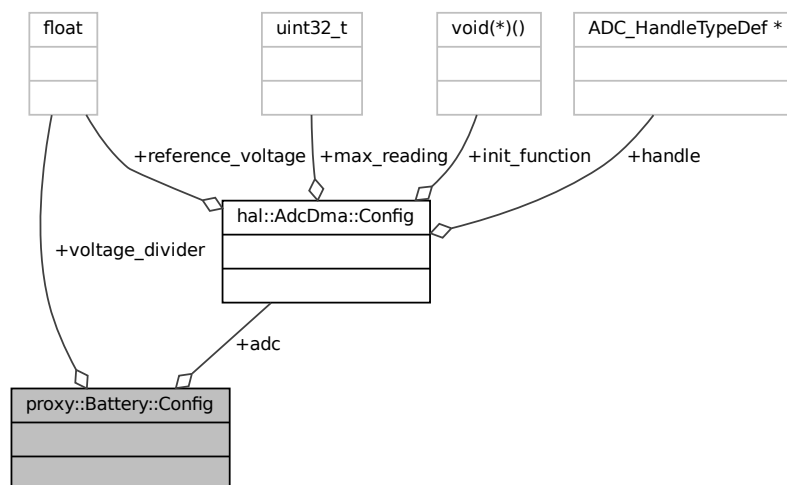 float
uint32_t
void(*)()
ADC_HandleTypeDef *
+reference_voltage
+max_reading
+init_function
+handle
hal::AdcDma::Config
+voltage_divider
+adc
proxy::Battery::Config